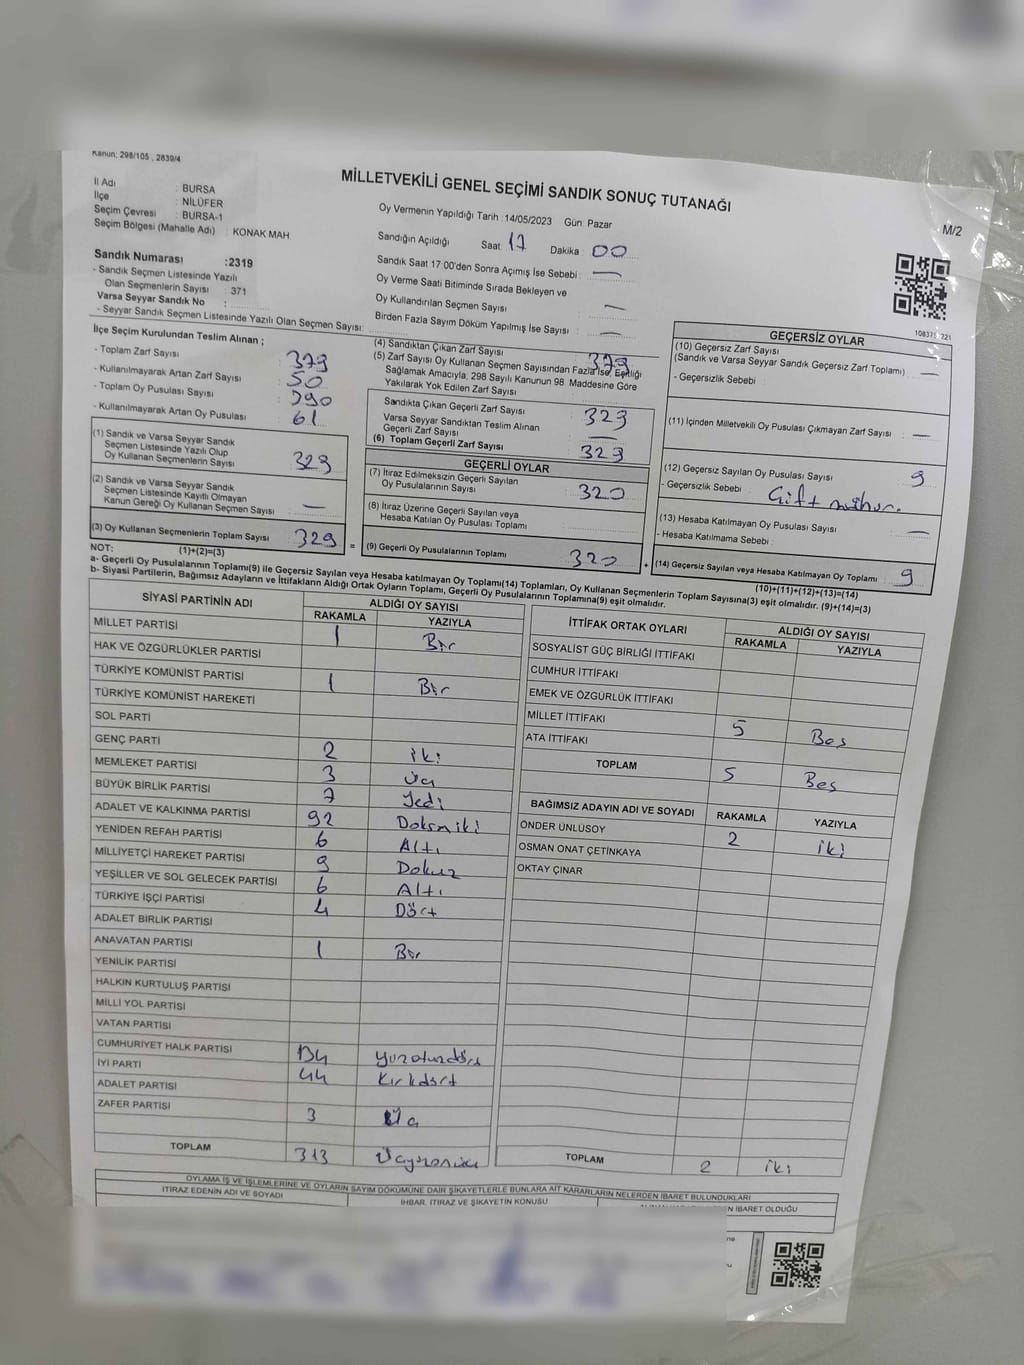 Kanun: 298/105 , 2839/4
MİLLETVEKİLİ GENEL SEÇİMİ SANDIK SONUÇ TUTANAĞI
M/2
İl Adı : BURSA
İlçe : NİLÜFER
Seçim Çevresi : BURSA-1
Seçim Bölgesi (Mahalle Adı) : KONAK MAH.
Sandık Numarası :2319
- Sandık Seçmen Listesinde Yazılı
Olan Seçmenlerin Sayısı : 371
Varsa Seyyar Sandık No :
- Seyyar Sandık Seçmen Listesinde Yazılı Olan Seçmen Sayısı:
Oy Vermenin Yapıldığı Tarih :14/05/2023 Gün Pazar
Sandığın Açıldığı Saat: 17 Dakika : 00
Sandık Saat 17:00'den Sonra Açımış İse Sebebi : —
Oy Verme Saati Bitiminde Sırada Bekleyen ve
Oy Kullandırılan Seçmen Sayısı : —
Birden Fazla Sayım Döküm Yapılmış İse Sayısı : —
İlçe Seçim Kurulundan Teslim Alınan ;
- Toplam Zarf Sayısı : 379
- Kullanılmayarak Artan Zarf Sayısı : 50
- Toplam Oy Pusulası Sayısı : 390
- Kullanılmayarak Artan Oy Pusulası : 61
(1) Sandık ve Varsa Seyyar Sandık
Seçmen Listesinde Yazılı Olup
Oy Kullanan Seçmenlerin Sayısı : 329
(2) Sandık ve Varsa Seyyar Sandık
Seçmen Listesinde Kayıtlı Olmayan
Kanun Gereği Oy Kullanan Seçmen Sayısı : —
(3) Oy Kullanan Seçmenlerin Toplam Sayısı : 329
(1)+(2)=(3)
(4) Sandıktan Çıkan Zarf Sayısı : 379
(5) Zarf Sayısı Oy Kullanan Seçmen Sayısından Fazla İse, Eşitliği
Sağlamak Amacıyla, 298 Sayılı Kanunun 98 Maddesine Göre
Yakılarak Yok Edilen Zarf Sayısı :
Sandıkta Çıkan Geçerli Zarf Sayısı : 329
Varsa Seyyar Sandıktan Teslim Alınan
Geçerli Zarf Sayısı : —
(6) Toplam Geçerli Zarf Sayısı : 329
GEÇERLİ OYLAR
(7) İtiraz Edilmeksizin Geçerli Sayılan
Oy Pusulalarının Sayısı : 320
(8) İtiraz Üzerine Geçerli Sayılan veya
Hesaba Katılan Oy Pusulası Toplamı :
= (9) Geçerli Oy Pusulalarının Toplamı : 320
108371 721
GEÇERSİZ OYLAR
(10) Geçersiz Zarf Sayısı
(Sandık ve Varsa Seyyar Sandık Geçersiz Zarf Toplamı) : —
- Geçersizlik Sebebi :
(11) İçinden Milletvekili Oy Pusulası Çıkmayan Zarf Sayısı : —
(12) Geçersiz Sayılan Oy Pusulası Sayısı : 9
- Geçersizlik Sebebi : Çift mühür.
(13) Hesaba Katılmayan Oy Pusulası Sayısı : —
- Hesaba Katılmama Sebebi :
+ (14) Geçersiz Sayılan veya Hesaba Katılmayan Oy Toplamı : 9
(10)+(11)+(12)+(13)=(14)
NOT:
a- Geçerli Oy Pusulalarının Toplamı(9) ile Geçersiz Sayılan veya Hesaba katılmayan Oy Toplamı(14) Toplamları, Oy Kullanan Seçmenlerin Toplam Sayısına(3) eşit olmalıdır. (9)+(14)=(3)
b- Siyasi Partilerin, Bağımsız Adayların ve İttifakların Aldığı Ortak Oyların Toplamı, Geçerli Oy Pusulalarının Toplamına(9) eşit olmalıdır.
SİYASİ PARTİNİN ADI ALDIĞI OY SAYISI
RAKAMLA YAZIYLA
MİLLET PARTİSİ 1 Bir
HAK VE ÖZGÜRLÜKLER PARTİSİ
TÜRKİYE KOMÜNİST PARTİSİ 1 Bir
TÜRKİYE KOMÜNİST HAREKETİ
SOL PARTİ
GENÇ PARTİ 2 iki
MEMLEKET PARTİSİ 3 Üç
BÜYÜK BİRLİK PARTİSİ 7 Yedi
ADALET VE KALKINMA PARTİSİ 92 Doksaniki
YENİDEN REFAH PARTİSİ 6 Altı
MİLLİYETÇİ HAREKET PARTİSİ 9 Dokuz
YEŞİLLER VE SOL GELECEK PARTİSİ 6 Altı
TÜRKİYE İŞÇİ PARTİSİ 4 Dört
ADALET BİRLİK PARTİSİ
ANAVATAN PARTİSİ 1 Bir
YENİLİK PARTİSİ
HALKIN KURTULUŞ PARTİSİ
MİLLİ YOL PARTİSİ
VATAN PARTİSİ
CUMHURİYET HALK PARTİSİ 134 Yüzotuzdört
İYİ PARTİ 44 Kırkdört
ADALET PARTİSİ
ZAFER PARTİSİ 3 Üç
TOPLAM 313 Üçyüzonüç
İTTİFAK ORTAK OYLARI ALDIĞI OY SAYISI
RAKAMLA YAZIYLA
SOSYALİST GÜÇ BİRLİĞİ İTTİFAKI
CUMHUR İTTİFAKI
EMEK VE ÖZGÜRLÜK İTTİFAKI
MİLLET İTTİFAKI 5 Beş
ATA İTTİFAKI
TOPLAM 5 Beş
BAĞIMSIZ ADAYIN ADI VE SOYADI RAKAMLA YAZIYLA
ÖNDER ÜNLÜSOY 2 iki
OSMAN ONAT ÇETİNKAYA
OKTAY ÇINAR
TOPLAM 2 iki
OYLAMA İŞ VE İŞLEMLERİNE VE OYLARIN SAYIM DÖKÜMÜNE DAİR ŞİKAYETLERLE BUNLARA AİT KARARLARIN NELERDEN İBARET BULUNDUKLARI
İTİRAZ EDENİN ADI VE SOYADI İHBAR, İTİRAZ VE ŞİKAYETİN KONUSU N İBARET OLDUĞU